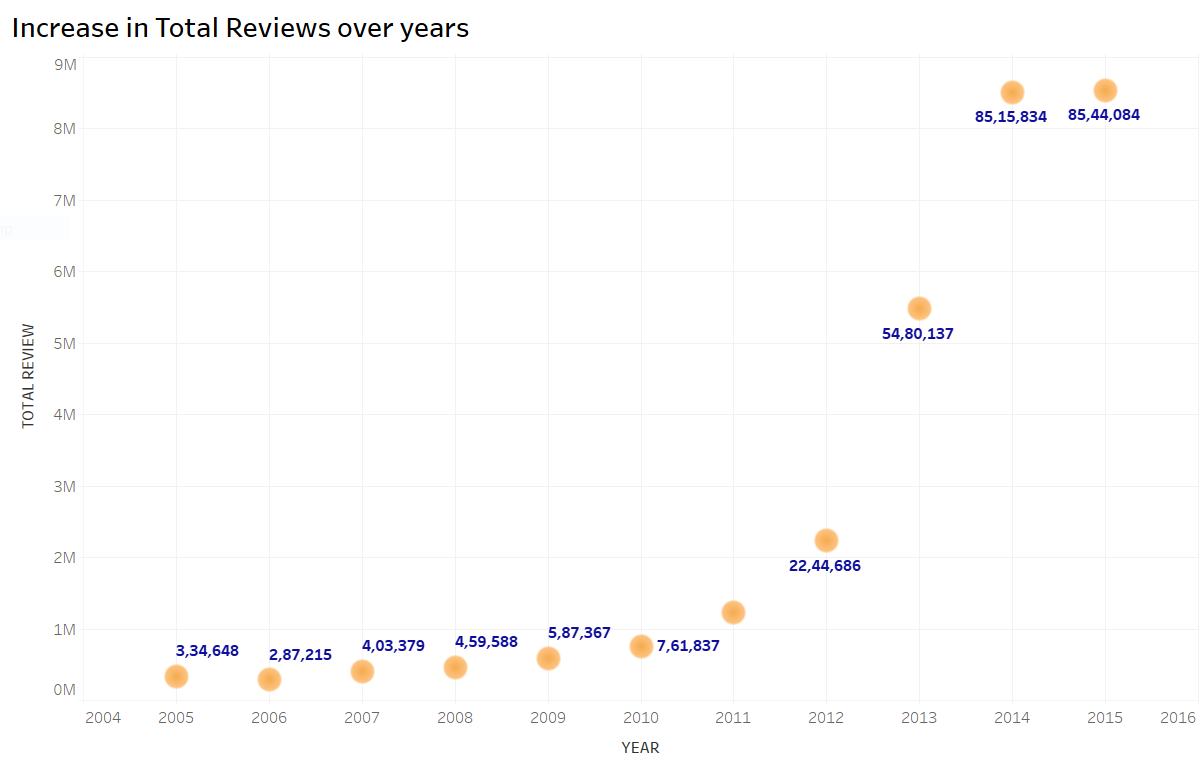 Increase in Total Reviews over years
9M
8M
7M
6M
5M
4M
3M
2M
1M
0M
TOTAL REVIEW
3,34,648
2,87,215
4,03,379
4,59,588
5,87,367
7,61,837
22,44,686
54,80,137
85,15,834
85,44,084
2004 2005 2006 2007 2008 2009 2010 2011 2012 2013 2014 2015 2016
YEAR